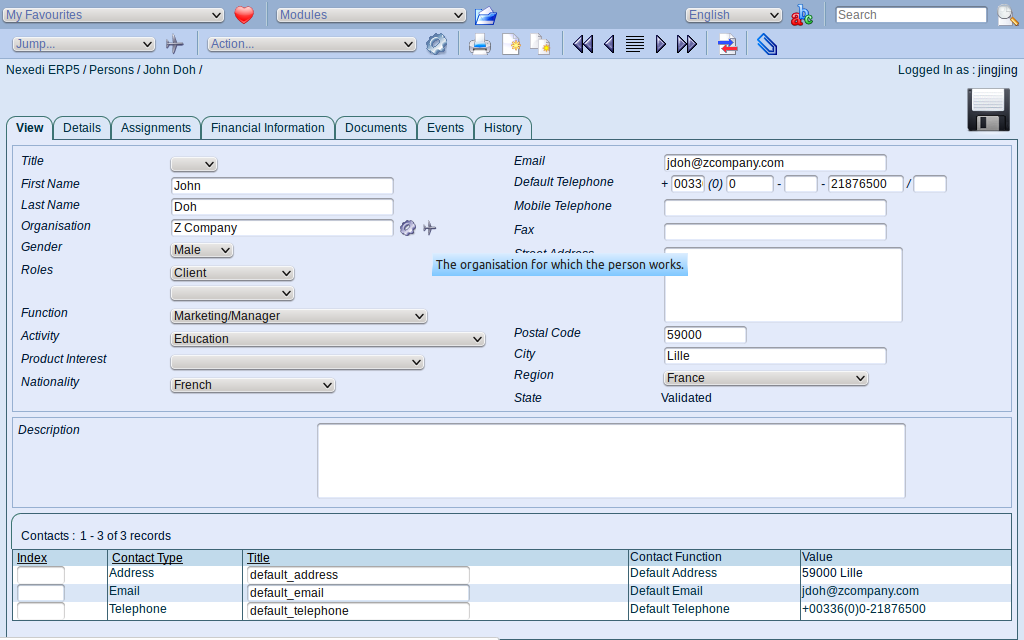 My Favourites Modules English Search
Jump... Action...
Nexedi ERP5 / Persons / John Doh / Logged In as : jingjing
View Details Assignments Financial Information Documents Events History
Title
First Name John
Last Name Doh
Organisation Z Company
Gender Male
Roles Client
Function Marketing/Manager
Activity Education
Product Interest
Nationality French
Email jdoh@zcompany.com
Default Telephone + 0033 (0) 0 - - 21876500 /
Mobile Telephone
Fax
Street Address
The organisation for which the person works.
Postal Code 59000
City Lille
Region France
State Validated
Description
Contacts : 1 - 3 of 3 records
Index Contact Type Title Contact Function Value
Address default_address Default Address 59000 Lille
Email default_email Default Email jdoh@zcompany.com
Telephone default_telephone Default Telephone +00336(0)0-21876500